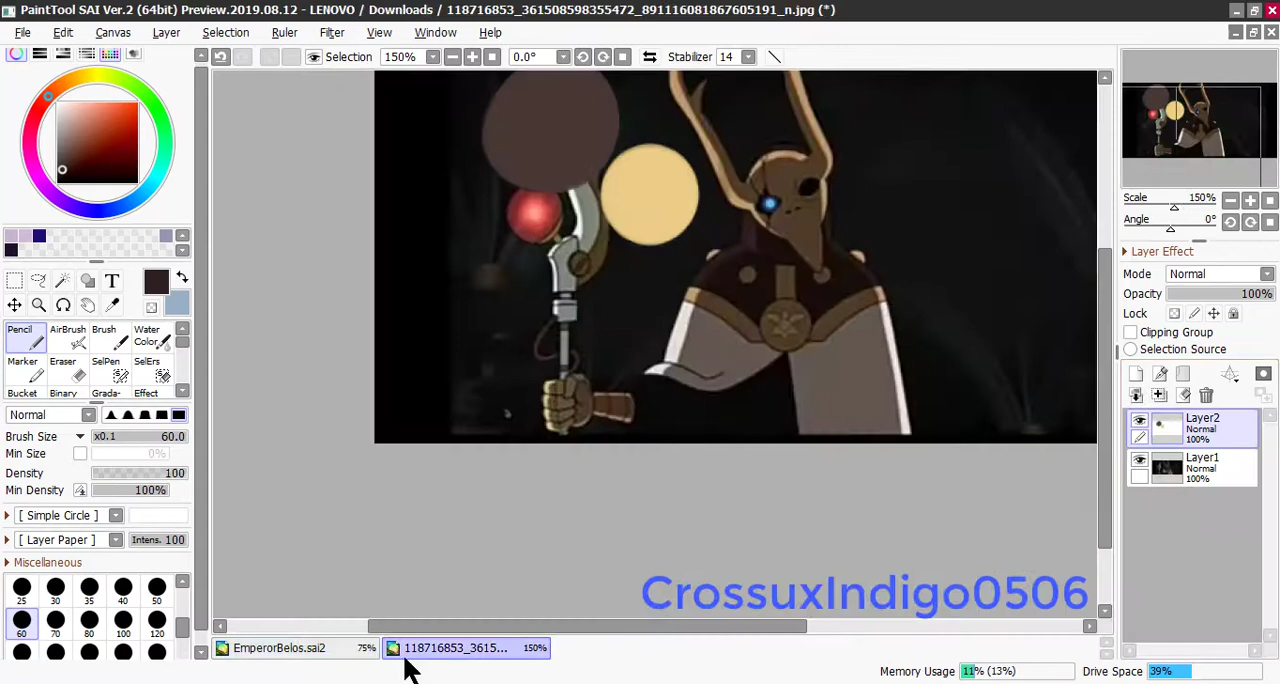 PaintTool SAI Ver.2 (64bit) Preview.2019.08.12 - LENOVO / Downloads / 118716853_361508598355472_891116081867605191_n.jpg (*)
File Edit Canvas Layer Selection Ruler Filter View Window Help
Selection 150% 0.0° Stabilizer 14
Scale 150%
Angle 0°
Layer Effect
Mode Normal
Opacity 100%
Lock
Clipping Group
Selection Source
Layer2
Normal
100%
Layer1
Normal
100%
T
Pencil AirBrush Brush Water Color
Marker Eraser SelPen SelErs
Bucket Binary Grada- Effect
Normal
Brush Size x0.1 60.0
Min Size 0%
Density 100
Min Density 100%
[ Simple Circle ]
[ Layer Paper ] Intens. 100
Miscellaneous
25 30 35 40 50
60 70 80 100 120
CrossuxIndigo0506
EmperorBelos.sai2 75% 118716853_3615... 150%
Memory Usage 11% (13%) Drive Space 39%